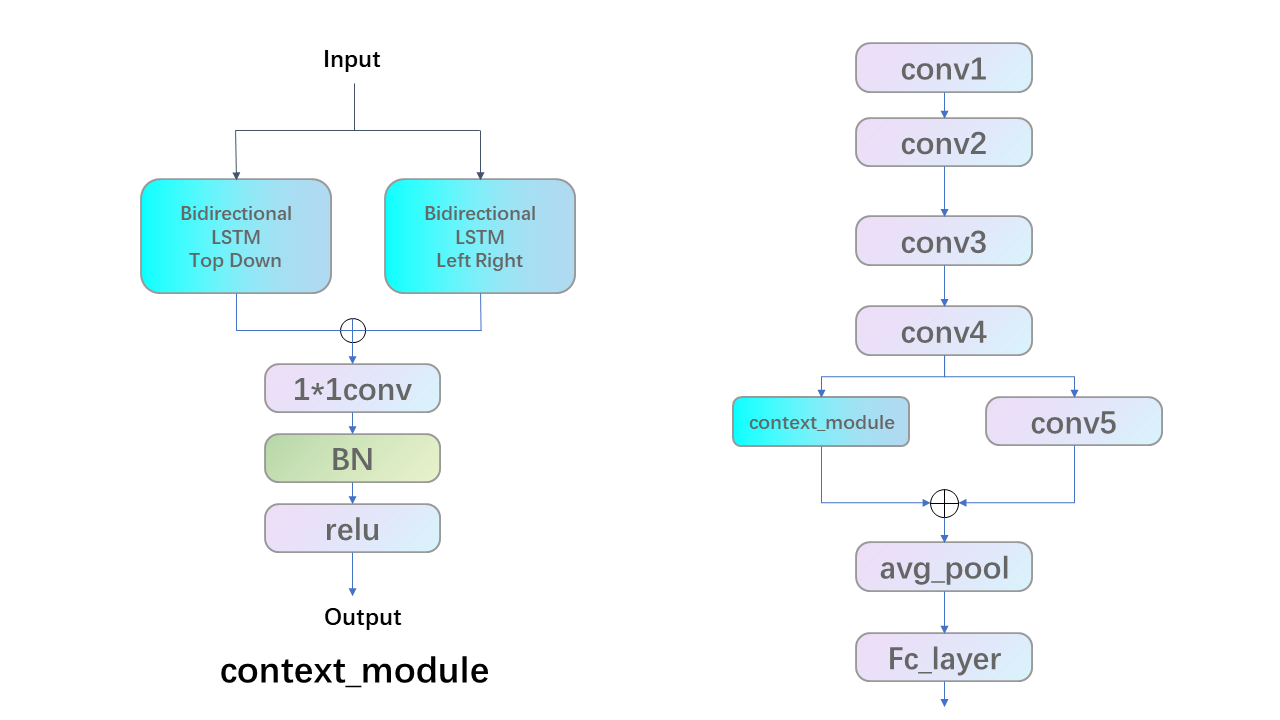 Input
Bidirectional
LSTM
Top Down
Bidirectional
LSTM
Left Right
1*1conv
BN
relu
Output
context_module
conv1
conv2
conv3
conv4
context_module
conv5
avg_pool
Fc_layer